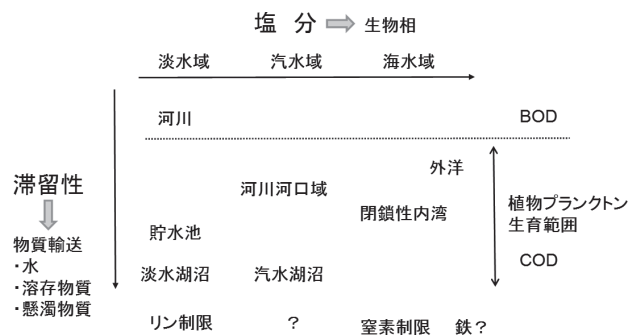 塩 分 生物相
淡水域 汽水域 海水域
河川 BOD
外洋
滞留性 河川河口域 植物プランクトン
閉鎖性内湾 生育範囲
物質輸送 貯水池
・水 淡水湖沼 汽水湖沼 COD
・溶存物質
・懸濁物質
リン制限 ? 窒素制限 鉄?